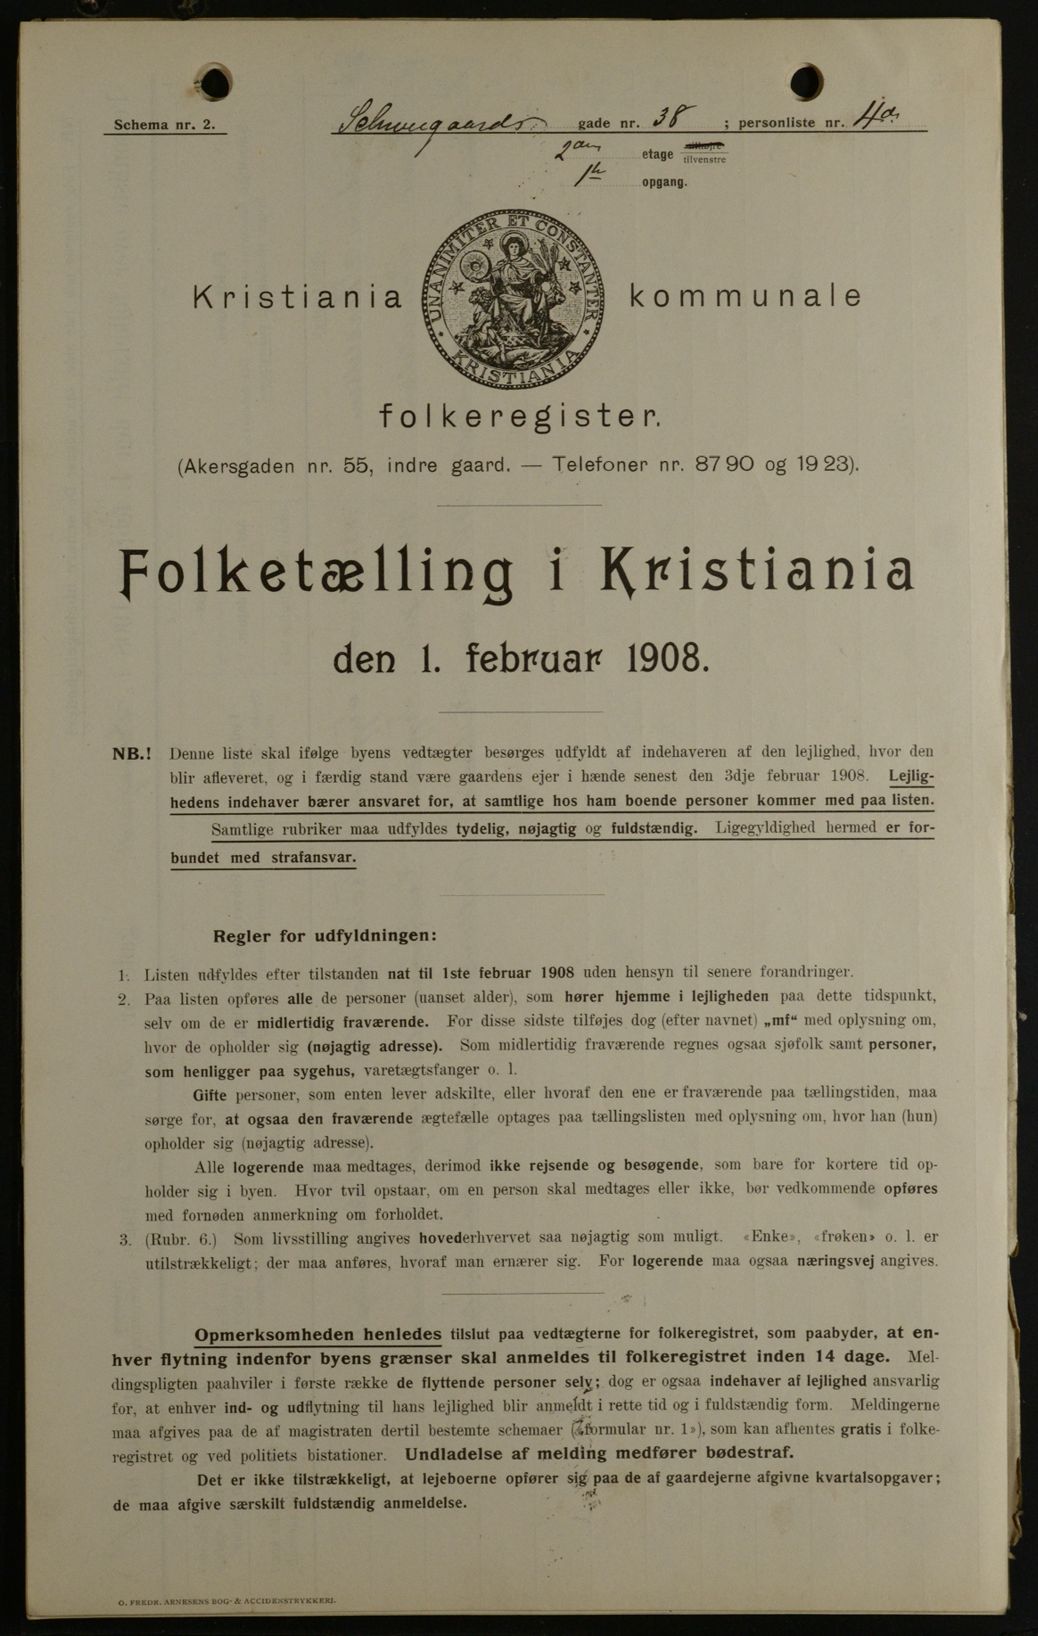 Schema nr. 2.
Schweigaards gade nr. 38 ; personliste nr. 4
2den etage tilhøjre
tilvenstre
1st opgang.
UNANIMITER ET CONSTANTER
KRISTIANIA
Kristiania kommunale
folkeregister.
(Akersgaden nr. 55, indre gaard. — Telefoner nr. 8790 og 1923).
Folketælling i Kristiania
den 1. februar 1908.
NB.! Denne liste skal ifølge byens vedtægter besørges udfyldt af indehaveren af den lejlighed, hvor den
blir afleveret, og i færdig stand være gaardens ejer i hænde senest den 3dje februar 1908. Lejlig-
hedens indehaver bærer ansvaret for, at samtlige hos ham boende personer kommer med paa listen.
Samtlige rubriker maa udfyldes tydelig, nøjagtig og fuldstændig. Ligegyldighed hermed er for-
bundet med strafansvar.
Regler for udfyldningen:
1. Listen udfyldes efter tilstanden nat til 1ste februar 1908 uden hensyn til senere forandringer.
2. Paa listen opføres alle de personer (uanset alder), som hører hjemme i lejligheden paa dette tidspunkt,
selv om de er midlertidig fraværende. For disse sidste tilføjes dog (efter navnet) „mf“ med oplysning om,
hvor de opholder sig (nøjagtig adresse). Som midlertidig fraværende regnes ogsaa sjøfolk samt personer,
som henligger paa sygehus, varetægtsfanger o. l.
Gifte personer, som enten lever adskilte, eller hvoraf den ene er fraværende paa tællingstiden, maa
sørge for, at ogsaa den fraværende ægtefælle optages paa tællingslisten med oplysning om, hvor han (hun)
opholder sig (nøjagtig adresse).
Alle logerende maa medtages, derimod ikke rejsende og besøgende, som bare for kortere tid op-
holder sig i byen. Hvor tvil opstaar, om en person skal medtages eller ikke, bør vedkommende opføres
med fornøden anmerkning om forholdet.
3. (Rubr. 6.) Som livsstilling angives hovederhvervet saa nøjagtig som muligt. «Enke», «frøken» o. l. er
utilstrækkeligt; der maa anføres, hvoraf man ernærer sig. For logerende maa ogsaa næringsvej angives.
Opmerksomheden henledes tilslut paa vedtægterne for folkeregistret, som paabyder, at en-
hver flytning indenfor byens grænser skal anmeldes til folkeregistret inden 14 dage. Mel-
dingspligten paahviler i første række de flyttende personer selv; dog er ogsaa indehaver af lejlighed ansvarlig
for, at enhver ind- og udflytning til hans lejlighed blir anmeldt i rette tid og i fuldstændig form. Meldingerne
maa afgives paa de af magistraten dertil bestemte schemaer («formular nr. 1»), som kan afhentes gratis i folke-
registret og ved politiets bistationer. Undladelse af melding medfører bødestraf.
Det er ikke tilstrækkeligt, at lejeboerne opfører sig paa de af gaardejerne afgivne kvartalsopgaver;
de maa afgive særskilt fuldstændig anmeldelse.
O. FREDR. ARNESENS BOG- & ACCIDENSTRYKKERI.